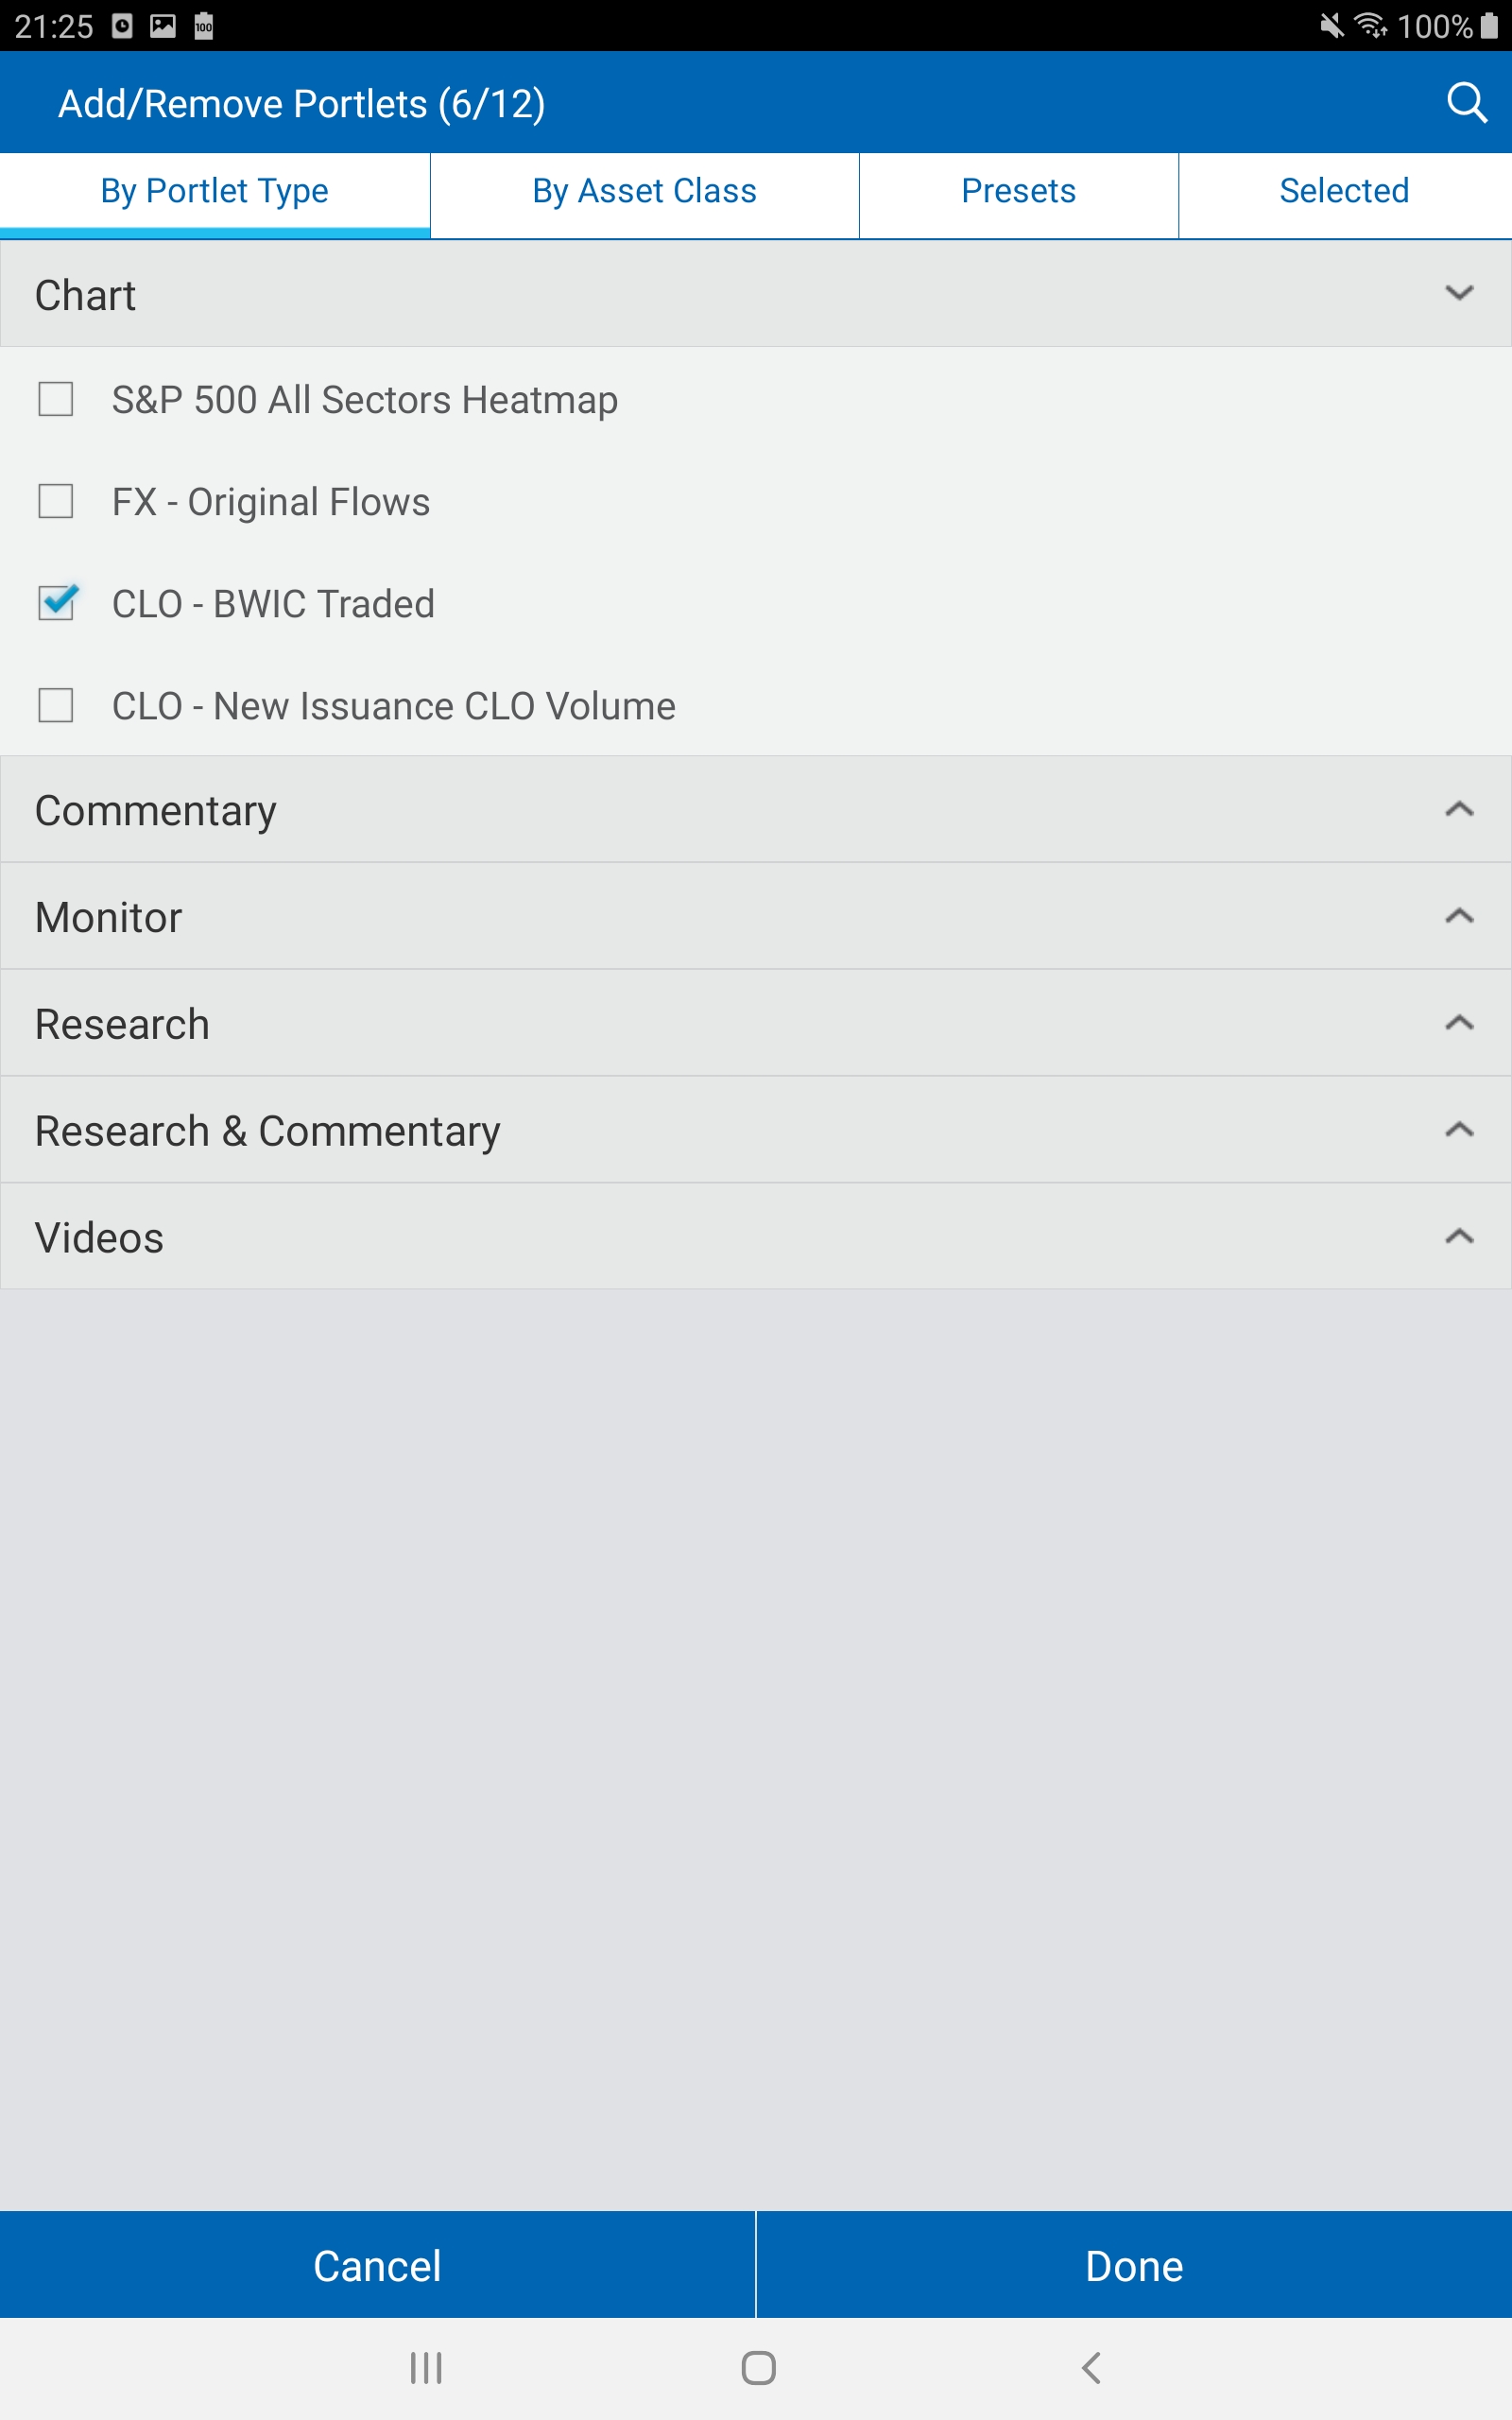 21:25 100 100%
Add/Remove Portlets (6/12)
By Portlet Type By Asset Class Presets Selected
Chart
S&P 500 All Sectors Heatmap
FX - Original Flows
CLO - BWIC Traded
CLO - New Issuance CLO Volume
Commentary
Monitor
Research
Research & Commentary
Videos
Cancel Done